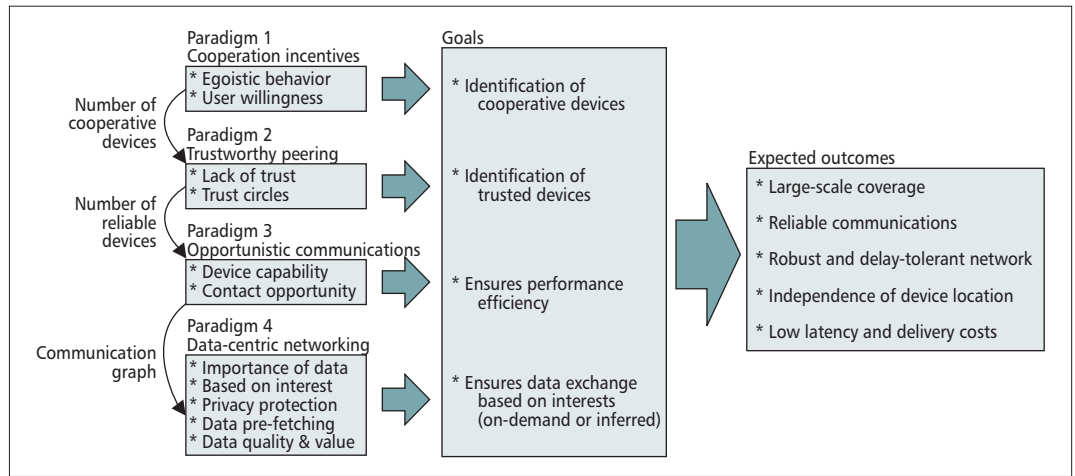 Paradigm 1
Cooperation incentives
* Egoistic behavior
* User willingness
Number of
cooperative
devices
Paradigm 2
Trustworthy peering
* Lack of trust
* Trust circles
Number of
reliable
devices
Paradigm 3
Opportunistic communications
* Device capability
* Contact opportunity
Communication
graph
Paradigm 4
Data-centric networking
* Importance of data
* Based on interest
* Privacy protection
* Data pre-fetching
* Data quality & value
Goals
* Identification of
cooperative devices
* Identification of
trusted devices
* Ensures performance
efficiency
* Ensures data exchange
based on interests
(on-demand or inferred)
Expected outcomes
* Large-scale coverage
* Reliable communications
* Robust and delay-tolerant network
* Independence of device location
* Low latency and delivery costs